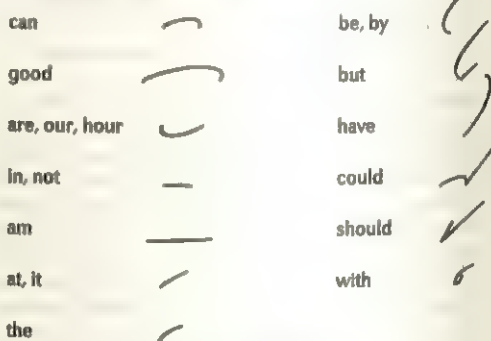 can
good
are, our, hour
in, not
am
at, it
the
be, by
but
have
could
should
with